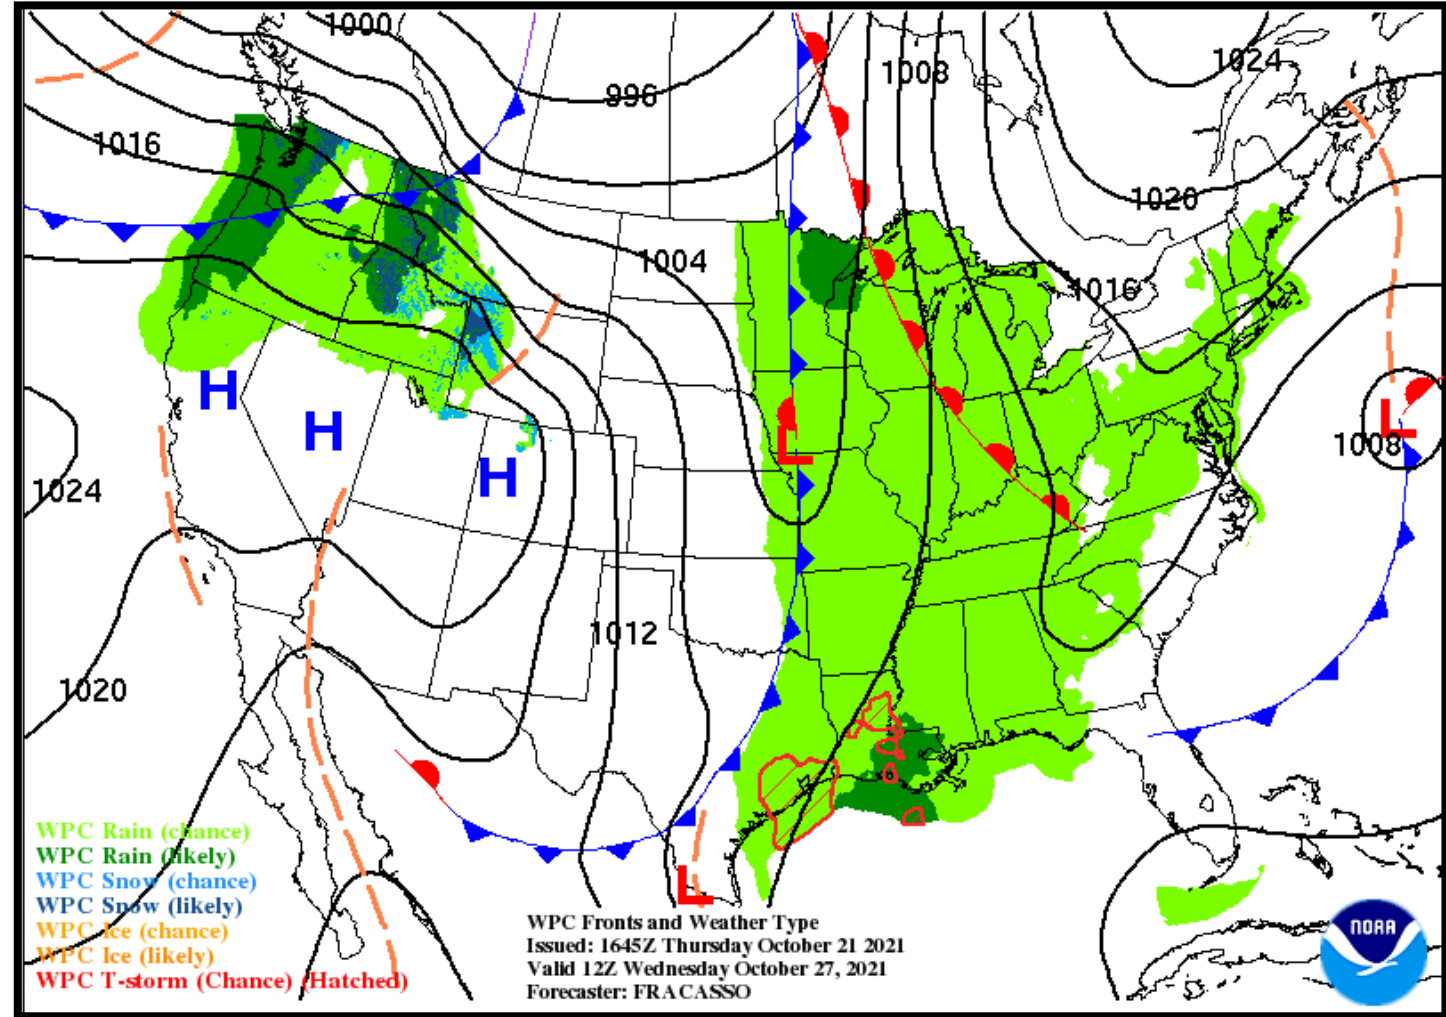 1000
996
1008
1024
1016
1020
1004
1016
H
H
H
L
L
1008
1024
1012
1020
L
WPC Rain (chance)
WPC Rain (likely)
WPC Snow (chance)
WPC Snow (likely)
WPC Ice (chance)
WPC Ice (likely)
WPC T-storm (Chance) (Hatched)
WPC Fronts and Weather Type
Issued: 1645Z Thursday October 21 2021
Valid 12Z Wednesday October 27, 2021
Forecaster: FRACASSO
NOAA